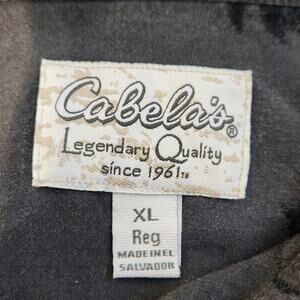 Cabela's®
Legendary Quality
since 1961™
XL
Reg
MADE IN EL
SALVADOR